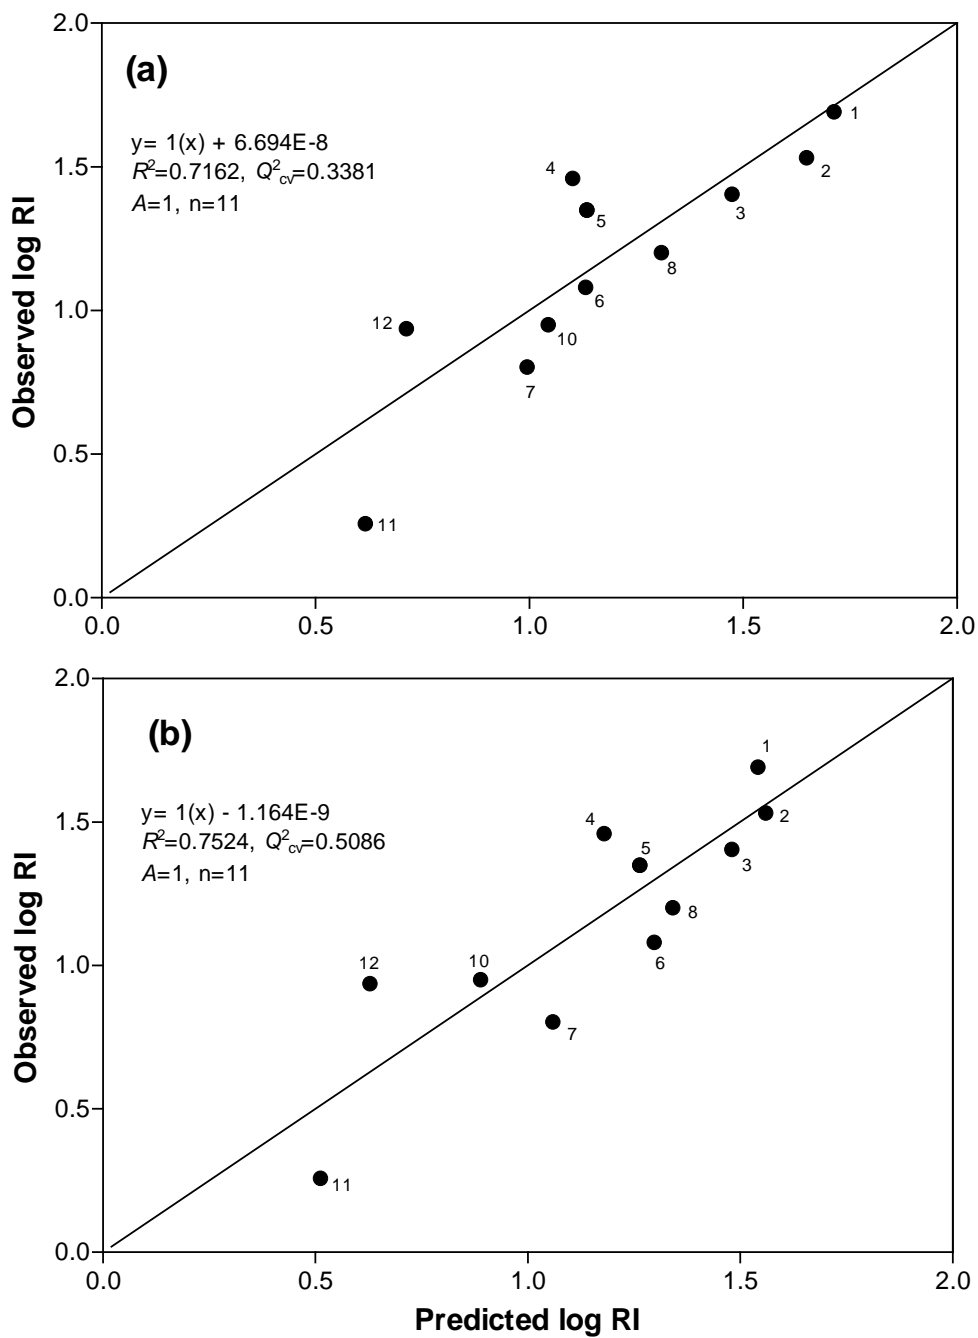 2.0
(a)
y= 1(x) + 6.694E-8
R²=0.7162, Q²cv=0.3381
A=1, n=11
1
2
4
1.5
3
5
8
6
Observed log RI
1.0
12
10
7
0.5
11
0.0
0.0 0.5 1.0 1.5 2.0
2.0
(b)
1
y= 1(x) - 1.164E-9
R²=0.7524, Q²cv=0.5086
A=1, n=11
1.5
4
2
5
3
8
6
Observed log RI
1.0
12
10
7
0.5
11
0.0
0.0 0.5 1.0 1.5 2.0
Predicted log RI